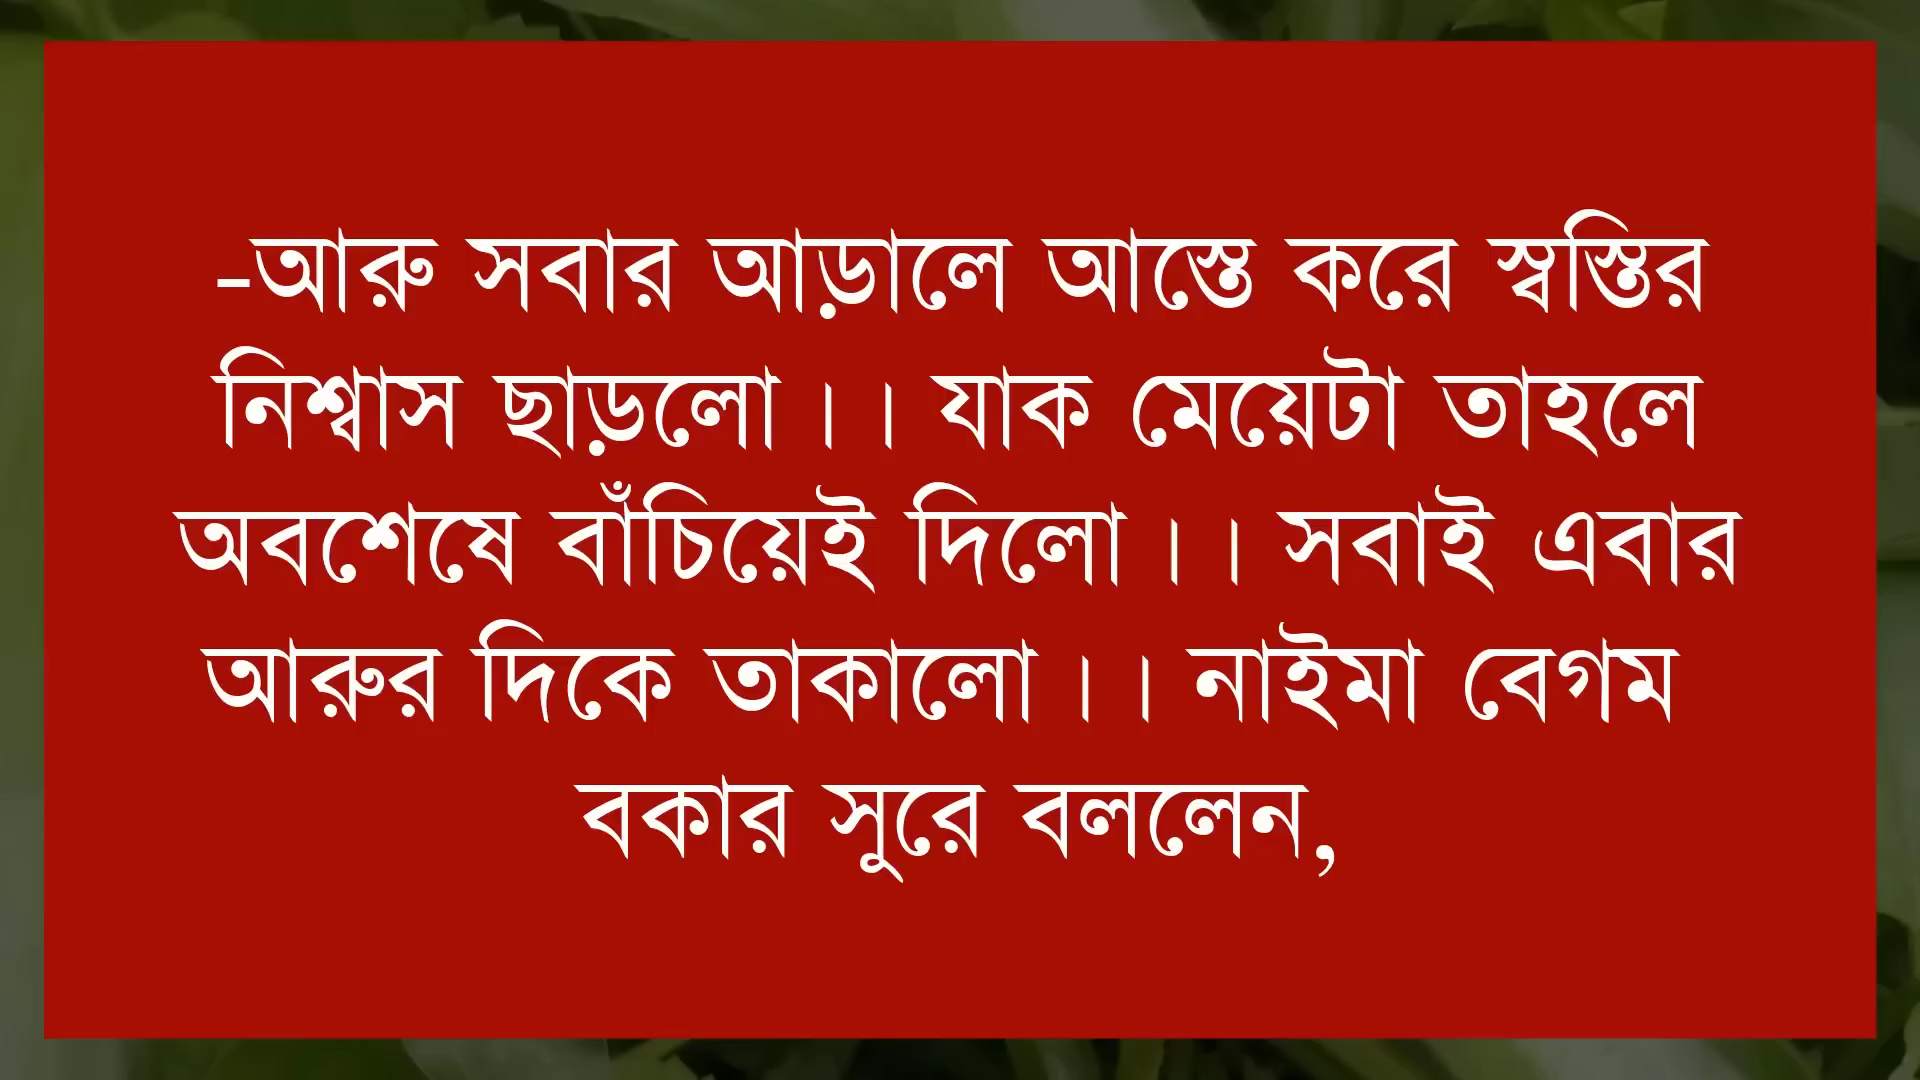 -আরু সবার আড়ালে আস্তে করে স্বস্তির
নিশ্বাস ছাড়লো।। যাক মেয়েটা তাহলে
অবশেষে বাঁচিয়েই দিলো।। সবাই এবার
আরুর দিকে তাকালো।। নাইমা বেগম
বকার সুরে বললেন,